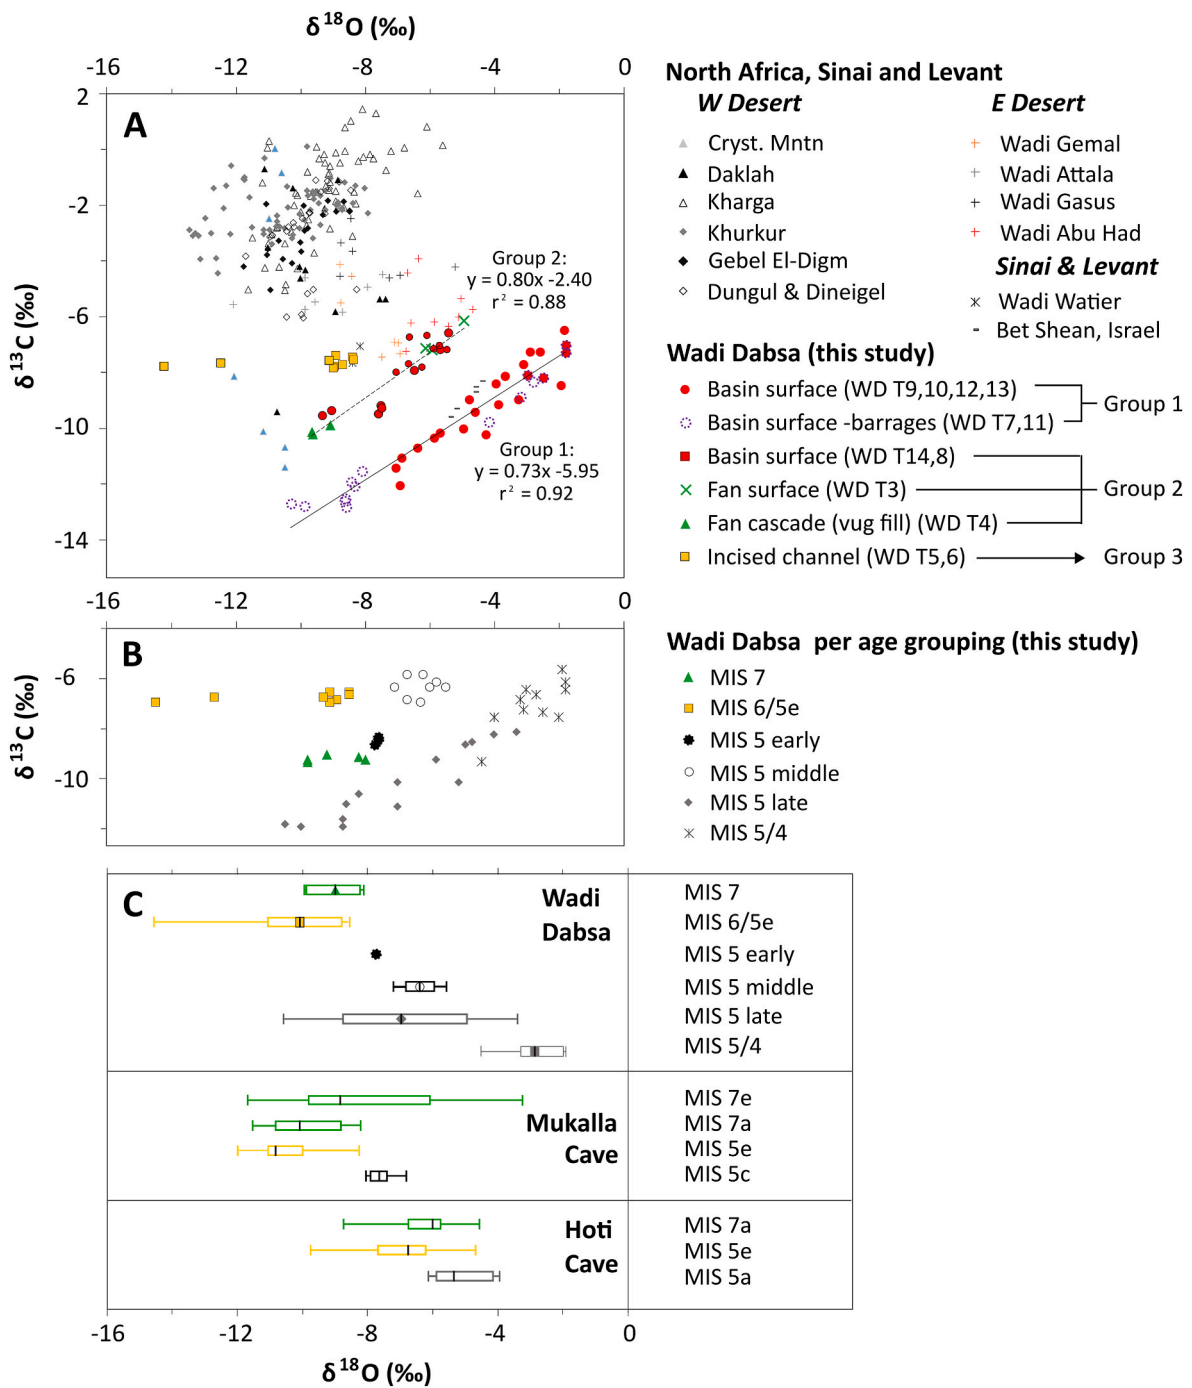 δ¹⁸O (‰)
-16 -12 -8 -4 0
A
2
-2
-6
-10
-14
δ¹³C (‰)
Group 2:
y = 0.80x -2.40
r² = 0.88
Group 1:
y = 0.73x -5.95
r² = 0.92
-16 -12 -8 -4 0
North Africa, Sinai and Levant
W Desert
Cryst. Mntn
Daklah
Kharga
Khurkur
Gebel El-Digm
Dungul & Dineigel
E Desert
Wadi Gemal
Wadi Attala
Wadi Gasus
Wadi Abu Had
Sinai & Levant
Wadi Watier
Bet Shean, Israel
Wadi Dabsa (this study)
Basin surface (WD T9,10,12,13)
Basin surface -barrages (WD T7,11)
Group 1
Basin surface (WD T14,8)
Fan surface (WD T3)
Group 2
Fan cascade (vug fill) (WD T4)
Incised channel (WD T5,6)
Group 3
B
-6
-10
δ¹³C (‰)
Wadi Dabsa per age grouping (this study)
MIS 7
MIS 6/5e
MIS 5 early
MIS 5 middle
MIS 5 late
MIS 5/4
C
Wadi
Dabsa
MIS 7
MIS 6/5e
MIS 5 early
MIS 5 middle
MIS 5 late
MIS 5/4
Mukalla
Cave
MIS 7e
MIS 7a
MIS 5e
MIS 5c
Hoti
Cave
MIS 7a
MIS 5e
MIS 5a
-16 -12 -8 -4 0
δ¹⁸O (‰)